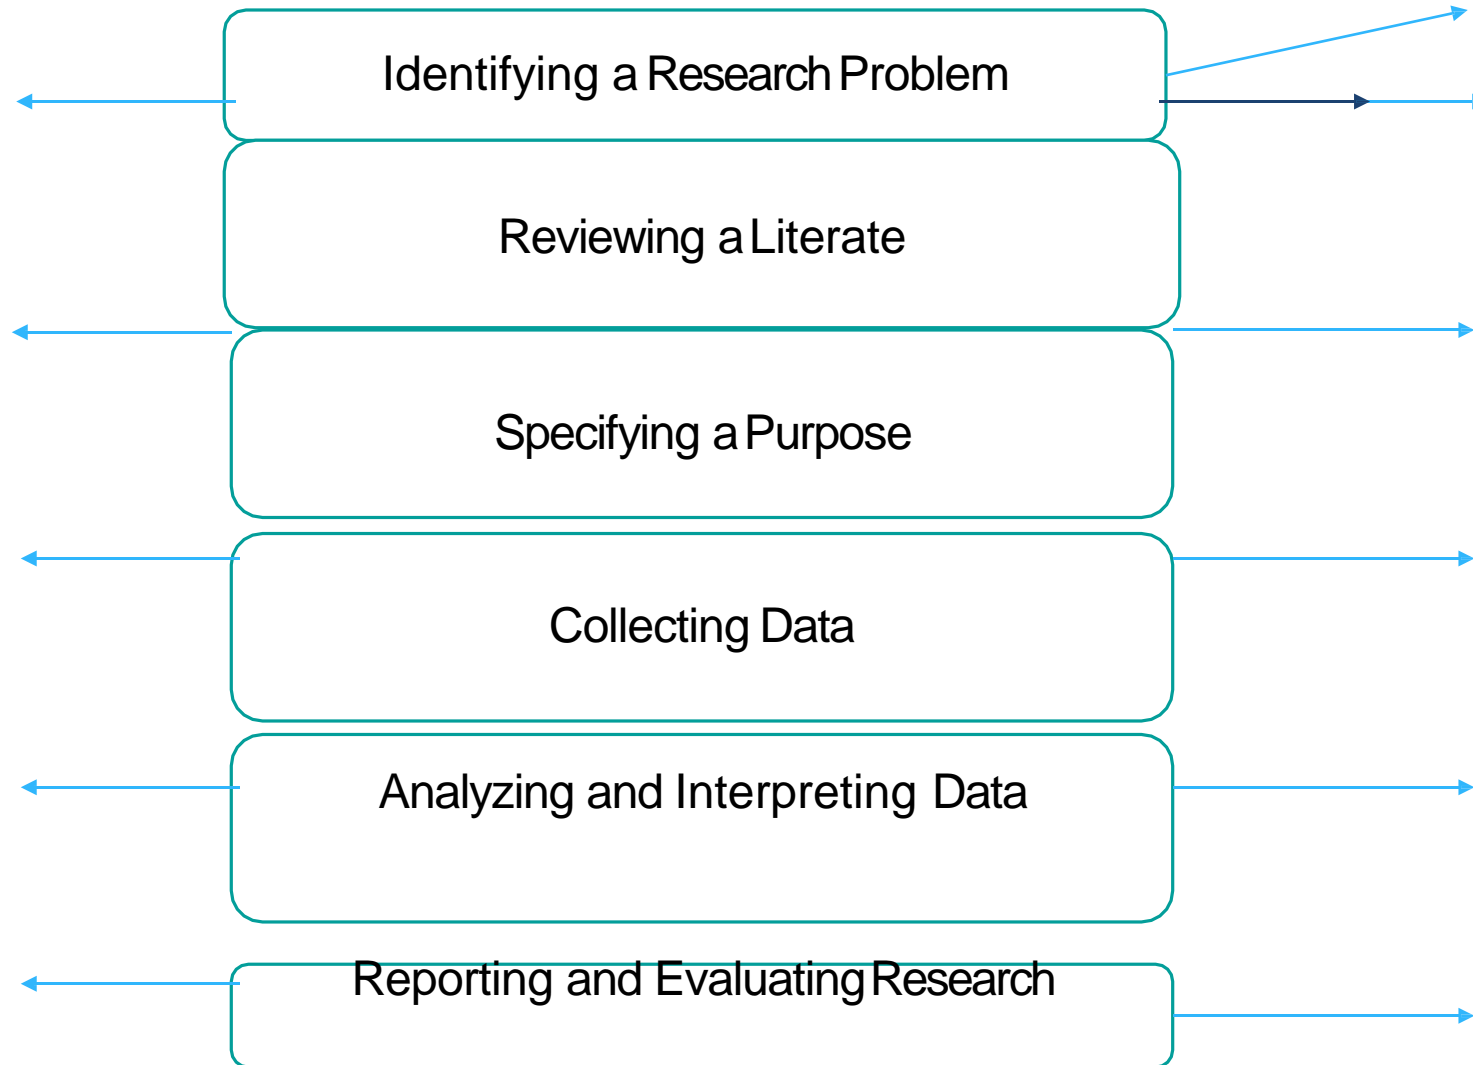 Identifying a Research Problem
Reviewing a Literate
Specifying a Purpose
Collecting Data
Analyzing and Interpreting Data
Reporting and Evaluating Research